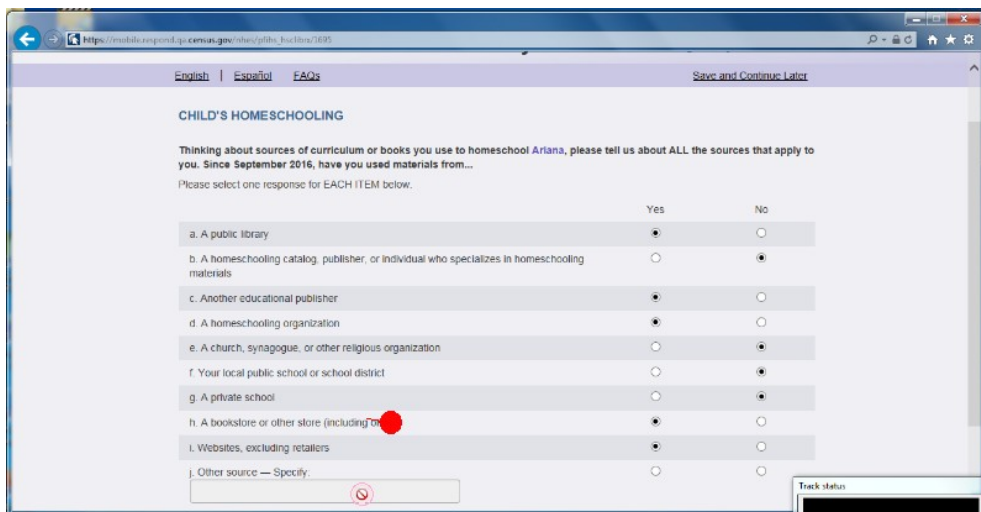 https://mobile.respond.qa.census.gov/nhes/pfihs_hsclibra/1695
English | Español FAQs Save and Continue Later
CHILD'S HOMESCHOOLING
Thinking about sources of curriculum or books you use to homeschool Ariana, please tell us about ALL the sources that apply to
you. Since September 2016, have you used materials from...
Please select one response for EACH ITEM below.
Yes No
a. A public library
b. A homeschooling catalog, publisher, or individual who specializes in homeschooling
materials
c. Another educational publisher
d. A homeschooling organization
e. A church, synagogue, or other religious organization
f. Your local public school or school district
g. A private school
h. A bookstore or other store (including
i. Websites, excluding retailers
j. Other source — Specify:
Track status